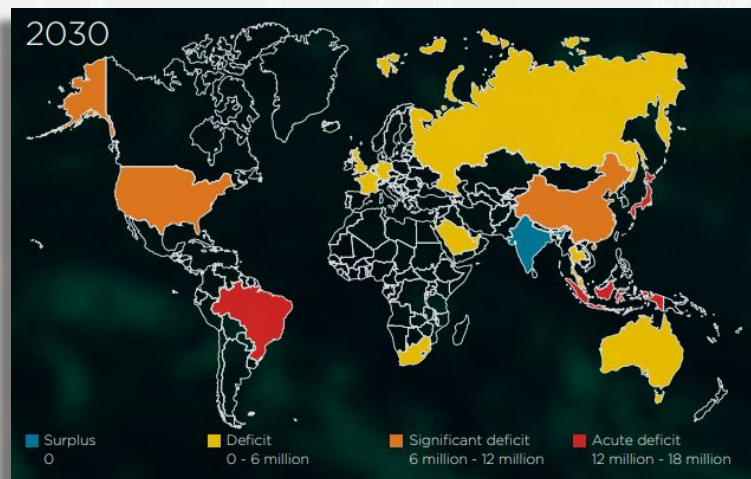 2030
Surplus
0
Deficit
0 - 6 million
Significant deficit
6 million - 12 million
Acute deficit
12 million - 18 million